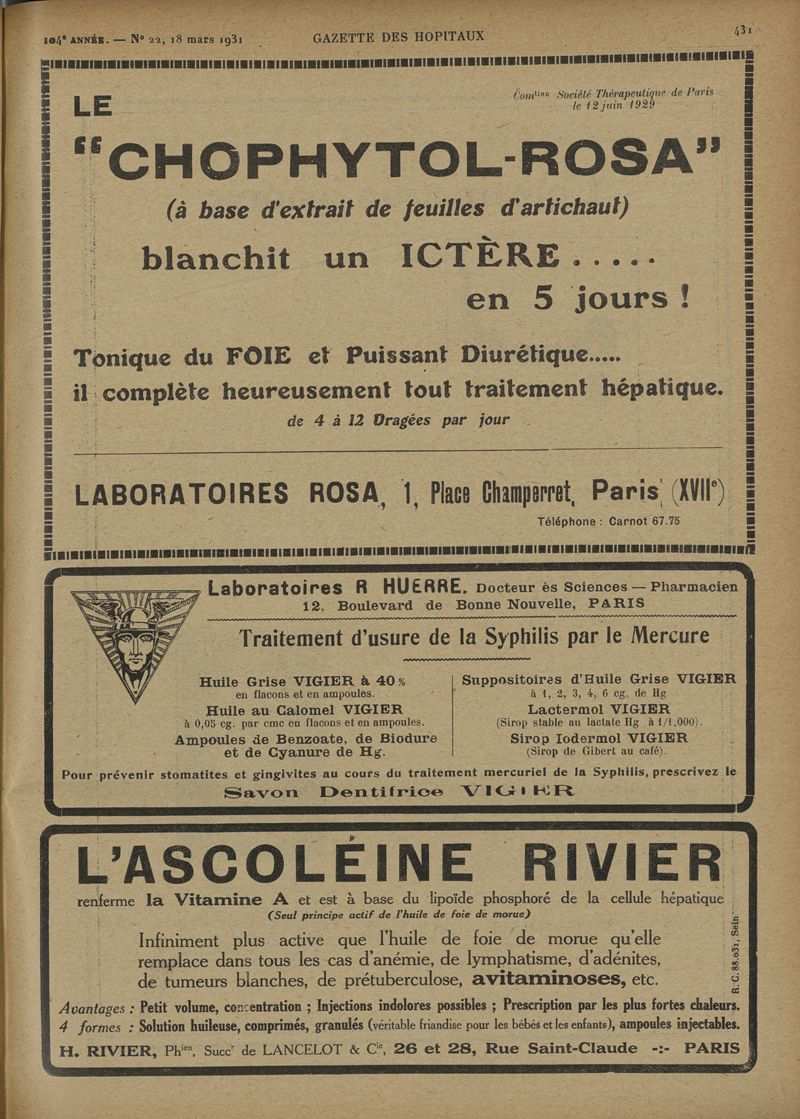 104ᵉ ANNÉE. — Nº 22, 18 mars 1931
GAZETTE DES HOPITAUX
431
Comᵗⁱᵒⁿ Société Thérapeutique de Paris
le 12 juin 1929
LE
“CHOPHYTOL-ROSA”
(à base d'extrait de feuilles d'artichaut)
blanchit un ICTÈRE.....
en 5 jours !
Tonique du FOIE et Puissant Diurétique.....
il complète heureusement tout traitement hépatique.
de 4 à 12 Dragées par jour
LABORATOIRES ROSA, 1, Place Champerret, Paris (XVIIᵉ)
Téléphone : Carnot 67.75
Laboratoires R HUERRE. Docteur ès Sciences — Pharmacien
12, Boulevard de Bonne Nouvelle, PARIS
Traitement d'usure de la Syphilis par le Mercure
Huile Grise VIGIER à 40 %
en flacons et en ampoules.
Huile au Calomel VIGIER
à 0,05 cg. par cmc en flacons et en ampoules.
Ampoules de Benzoate, de Biodure
et de Cyanure de Hg.
Suppositoires d'Huile Grise VIGIER
à 1, 2, 3, 4, 6 cg. de Hg
Lactermol VIGIER
(Sirop stable au lactate Hg à 1/1.000).
Sirop Iodermol VIGIER
(Sirop de Gibert au café).
Pour prévenir stomatites et gingivites au cours du traitement mercuriel de la Syphilis, prescrivez le
Savon Dentifrice VIGIER
L'ASCOLÉINE RIVIER
renferme la Vitamine A et est à base du lipoïde phosphoré de la cellule hépatique
(Seul principe actif de l'huile de foie de morue)
Infiniment plus active que l'huile de foie de morue qu'elle
remplace dans tous les cas d'anémie, de lymphatisme, d'adénites,
de tumeurs blanches, de prétuberculose, avitaminoses, etc.
R. C. 88.031, Sein
Avantages : Petit volume, concentration ; Injections indolores possibles ; Prescription par les plus fortes chaleurs.
4 formes : Solution huileuse, comprimés, granulés (véritable friandise pour les bébés et les enfants), ampoules injectables.
H. RIVIER, Phⁱᵉⁿ, Succʳ de LANCELOT & Cⁱᵉ, 26 et 28, Rue Saint-Claude -:- PARIS